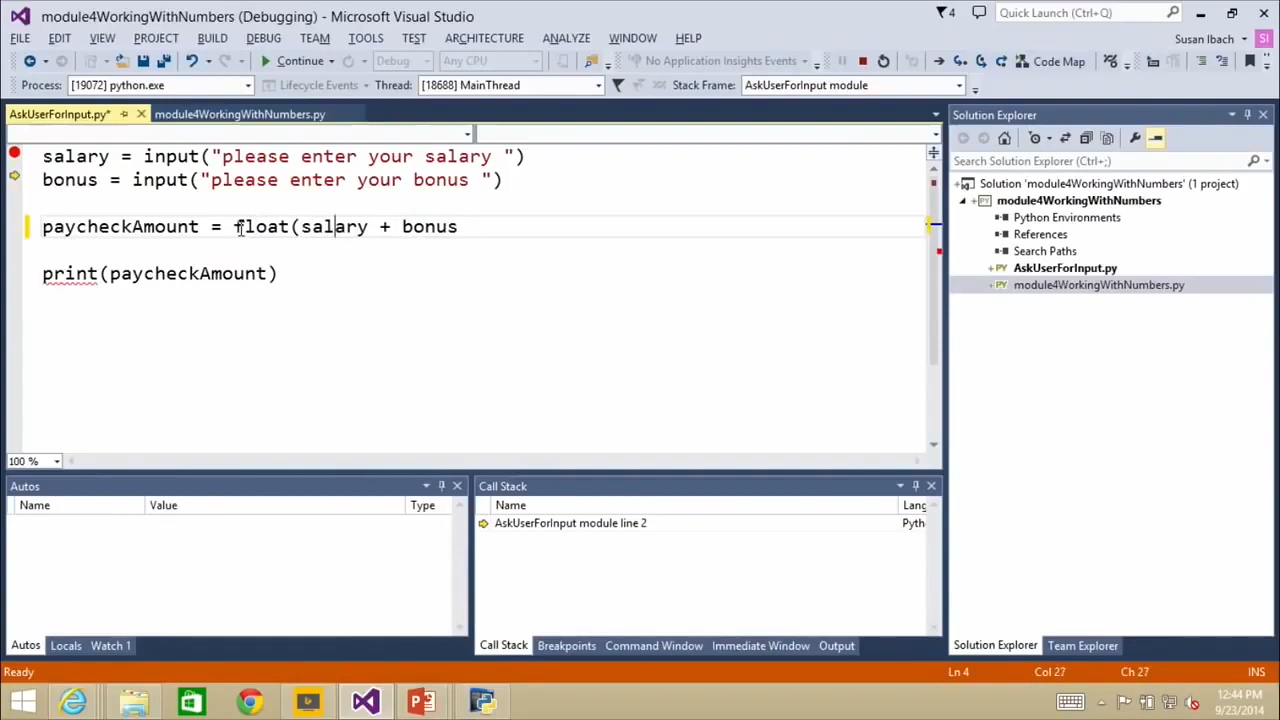 module4WorkingWithNumbers (Debugging) - Microsoft Visual Studio
4
Quick Launch (Ctrl+Q)
FILE EDIT VIEW PROJECT BUILD DEBUG TEAM TOOLS TEST ARCHITECTURE ANALYZE WINDOW HELP
Susan Ibach SI
Continue Debug Any CPU No Application Insights Events Code Map
Process: [19072] python.exe Lifecycle Events Thread: [18688] MainThread Stack Frame: AskUserForInput module
AskUserForInput.py* module4WorkingWithNumbers.py
salary = input("please enter your salary ")
bonus = input("please enter your bonus ")
paycheckAmount = float(salary + bonus
print(paycheckAmount)
100 %
Solution Explorer
Search Solution Explorer (Ctrl+;)
Solution 'module4WorkingWithNumbers' (1 project)
module4WorkingWithNumbers
Python Environments
References
Search Paths
AskUserForInput.py
module4WorkingWithNumbers.py
Autos
Name Value Type
Call Stack
Name Lang
AskUserForInput module line 2 Pyth
Autos Locals Watch 1
Call Stack Breakpoints Command Window Immediate Window Output
Solution Explorer Team Explorer
Ready Ln 4 Col 27 Ch 27 INS
12:44 PM
9/23/2014